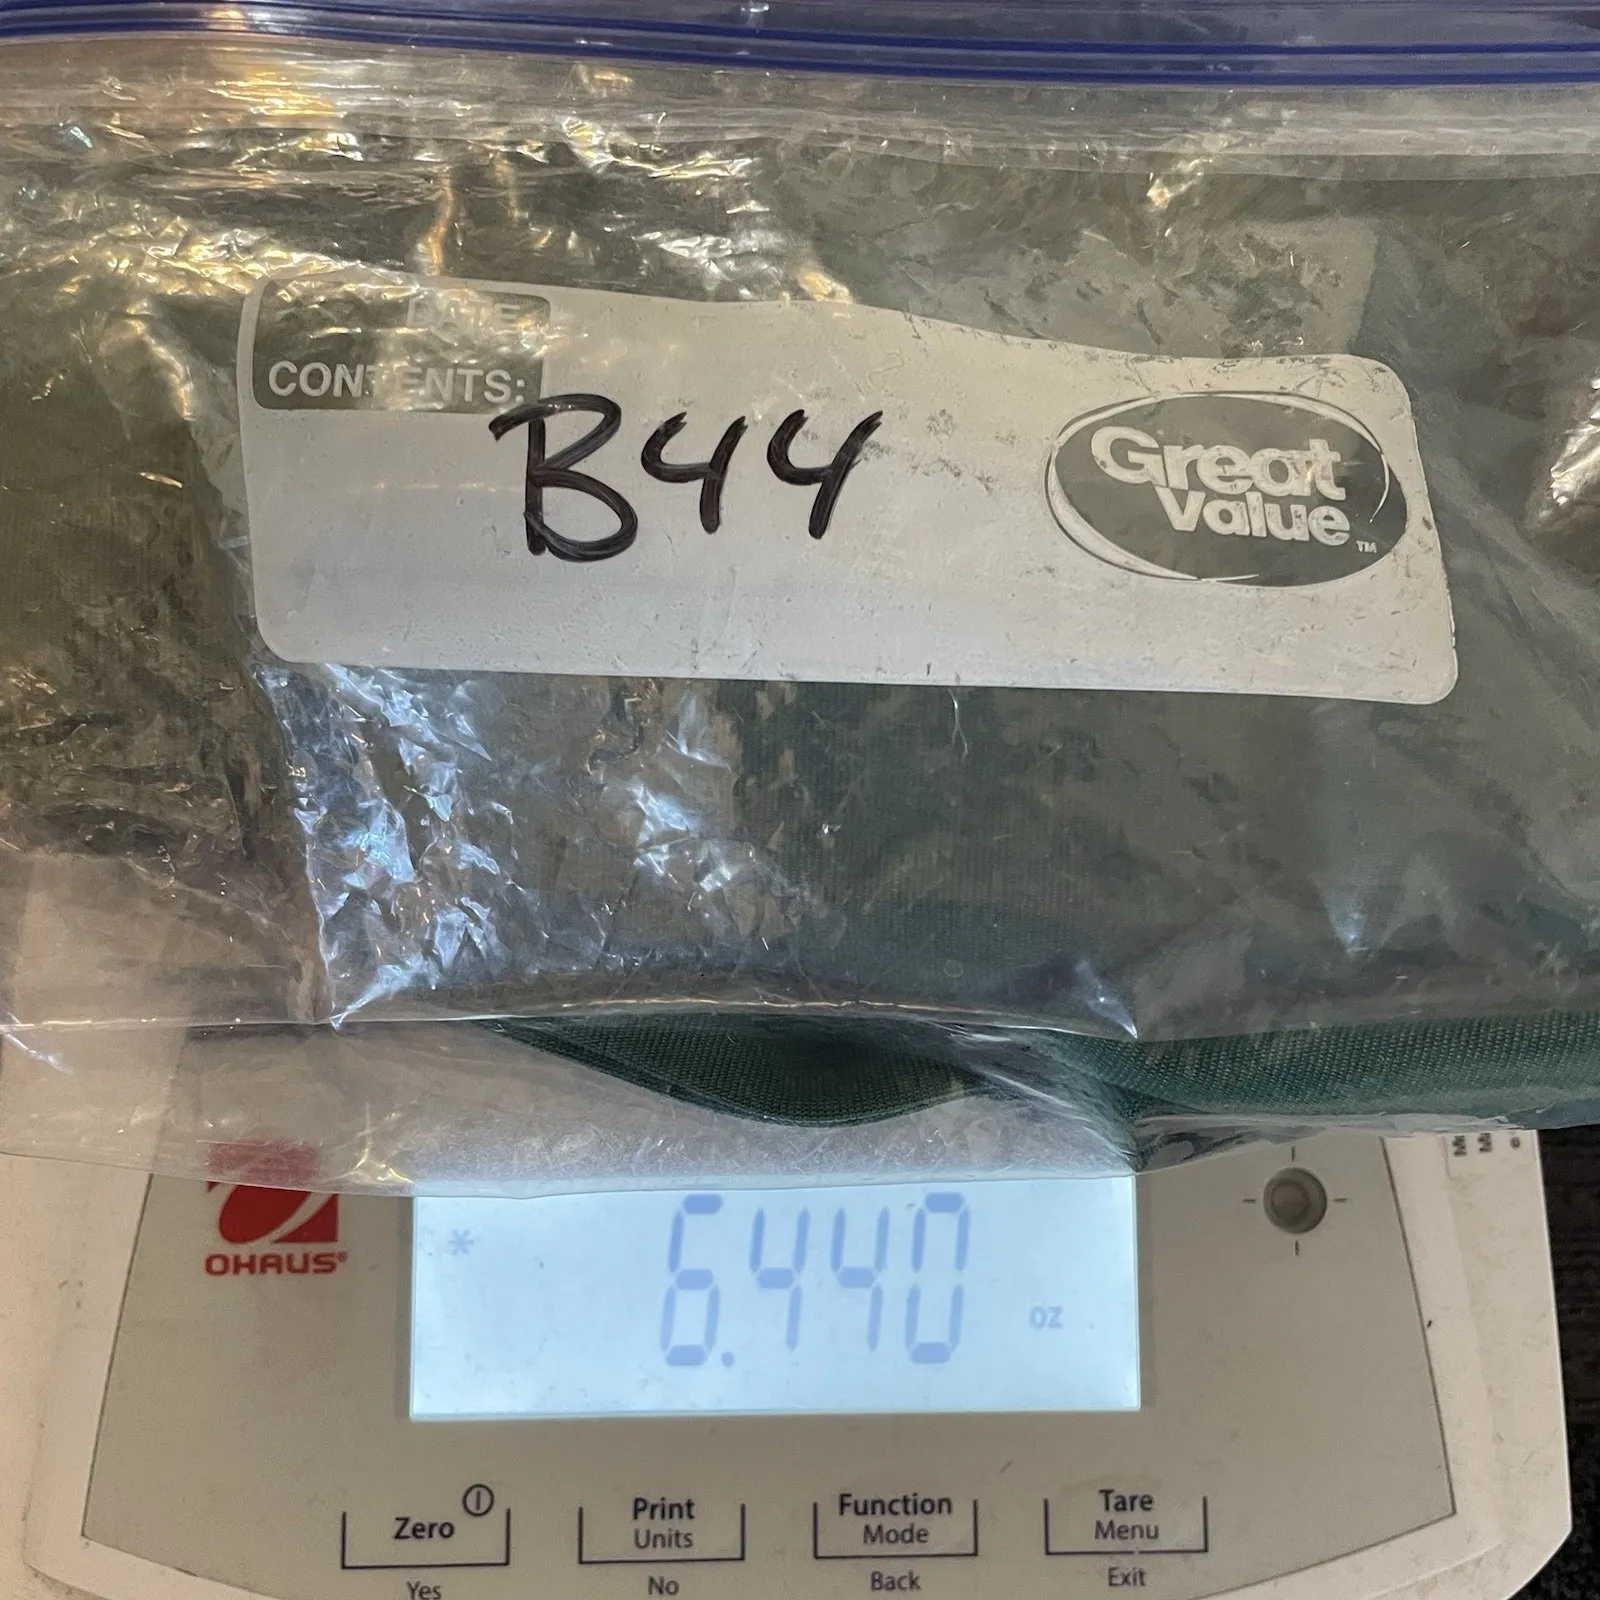 DATE
CONTENTS:
B44
Great
Value
TM
OHAUS®
* 6.440 oz
Zero
Print
Units
Function
Mode
Tare
Menu
Yes
No
Back
Exit